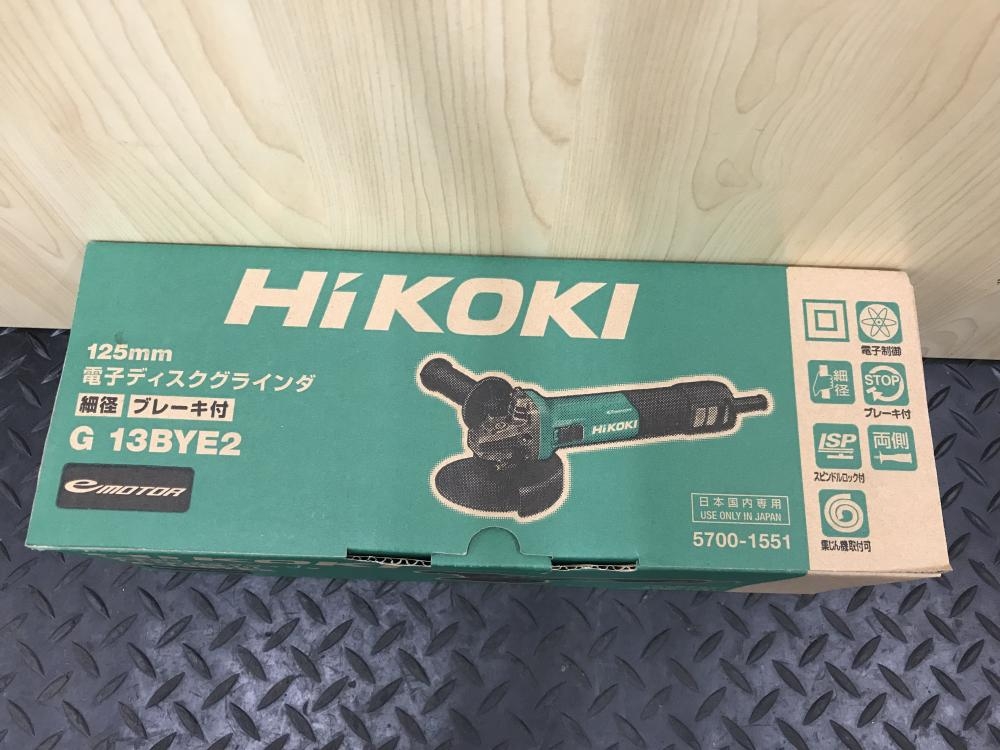 HiKOKI
125mm
電子ディスクグラインダ
細径 ブレーキ付
G 13BYE2
eMOTOR
HiKOKI
日本国内専用
USE ONLY IN JAPAN
5700-1551
電子制御
細径
STOP
ブレーキ付
LSP
両側
スピンドルロック付
集じん機取付可